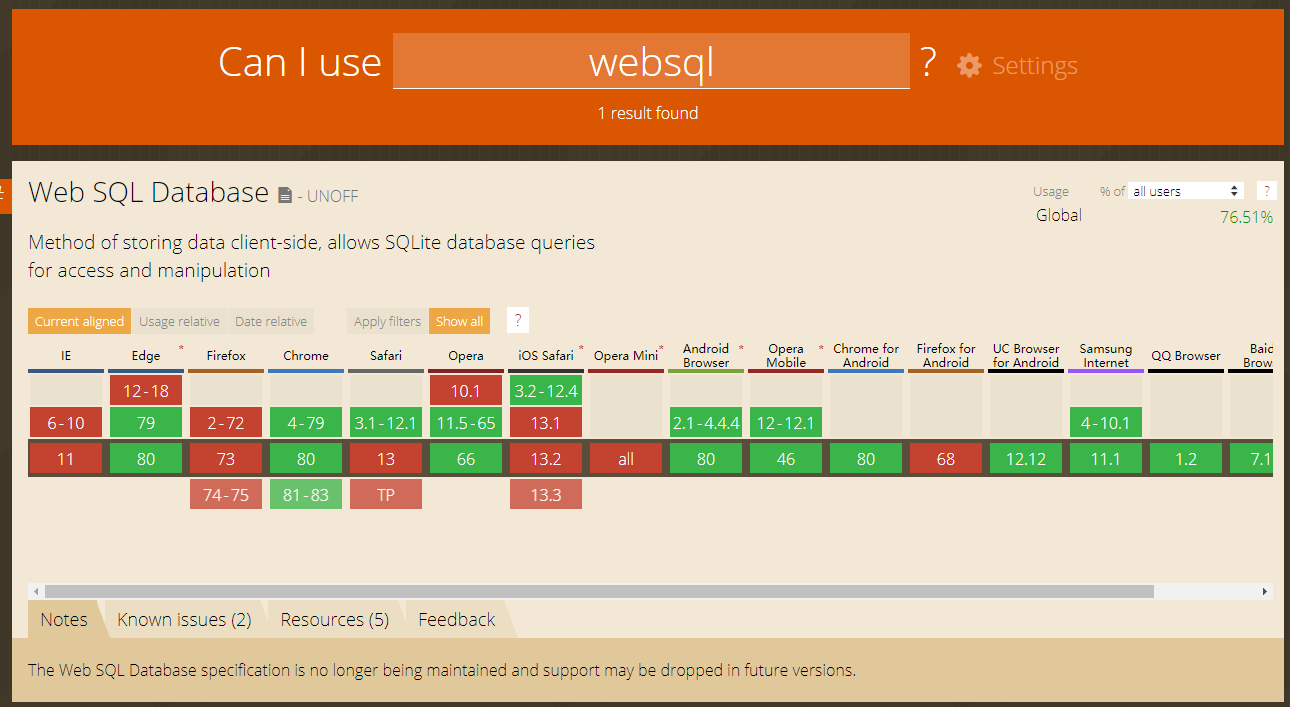 Can I use websql ? Settings
1 result found
Web SQL Database - UNOFF
Usage % of all users ?
Global 76.51%
Method of storing data client-side, allows SQLite database queries
for access and manipulation
Current aligned Usage relative Date relative Apply filters Show all ?
IE Edge * Firefox Chrome Safari Opera iOS Safari * Opera Mini * Android Browser * Opera Mobile * Chrome for Android Firefox for Android UC Browser for Android Samsung Internet QQ Browser Baid Brow
12-18 10.1 3.2-12.4
6-10 79 2-72 4-79 3.1-12.1 11.5-65 13.1 2.1-4.4.4 12-12.1 4-10.1
11 80 73 80 13 66 13.2 all 80 46 80 68 12.12 11.1 1.2 7.1
74-75 81-83 TP 13.3
Notes Known issues (2) Resources (5) Feedback
The Web SQL Database specification is no longer being maintained and support may be dropped in future versions.